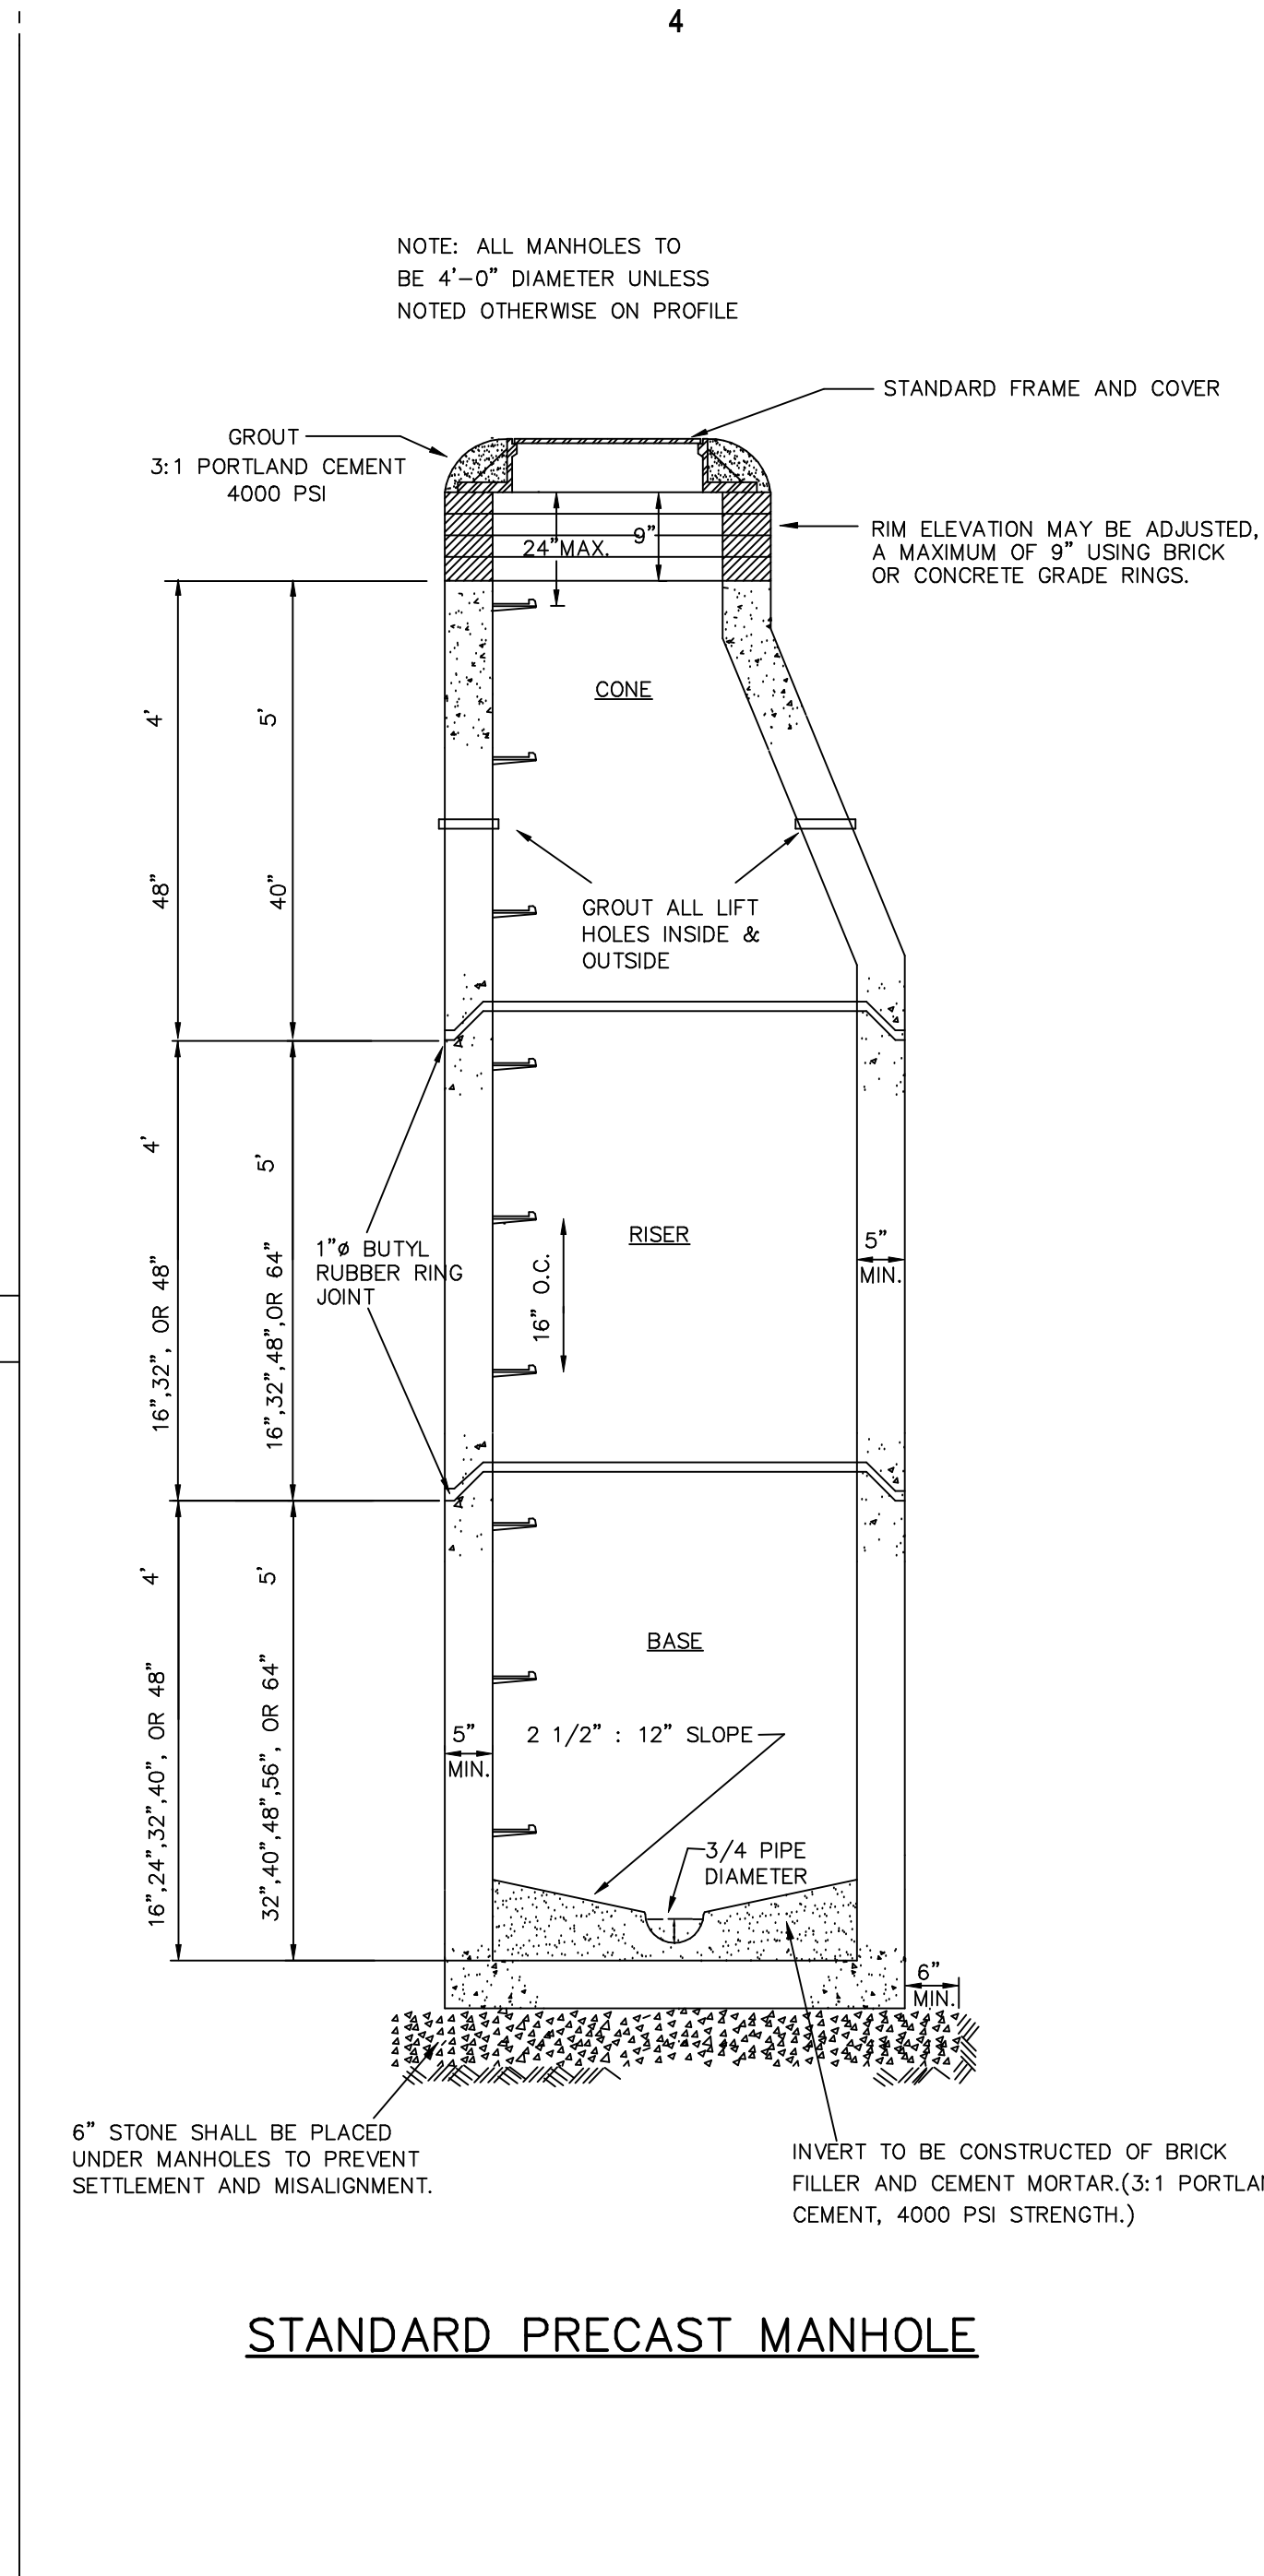 4
NOTE: ALL MANHOLES TO
BE 4'-0" DIAMETER UNLESS
NOTED OTHERWISE ON PROFILE
STANDARD FRAME AND COVER
GROUT
3:1 PORTLAND CEMENT
4000 PSI
RIM ELEVATION MAY BE ADJUSTED,
A MAXIMUM OF 9" USING BRICK
OR CONCRETE GRADE RINGS.
24"MAX.
9"
4'
48"
5'
40"
CONE
GROUT ALL LIFT
HOLES INSIDE &
OUTSIDE
4'
16",32", OR 48"
5'
16",32",48",OR 64"
1"ø BUTYL
RUBBER RING
JOINT
RISER
16" O.C.
5"
MIN.
4'
16",24",32",40", OR 48"
5'
32",40",48",56", OR 64"
BASE
5"
MIN.
2 1/2" : 12" SLOPE
3/4 PIPE
DIAMETER
6"
MIN.
6" STONE SHALL BE PLACED
UNDER MANHOLES TO PREVENT
SETTLEMENT AND MISALIGNMENT.
INVERT TO BE CONSTRUCTED OF BRICK
FILLER AND CEMENT MORTAR.(3:1
CEMENT, 4000 PSI STRENGTH.)
STANDARD PRECAST MANHOLE